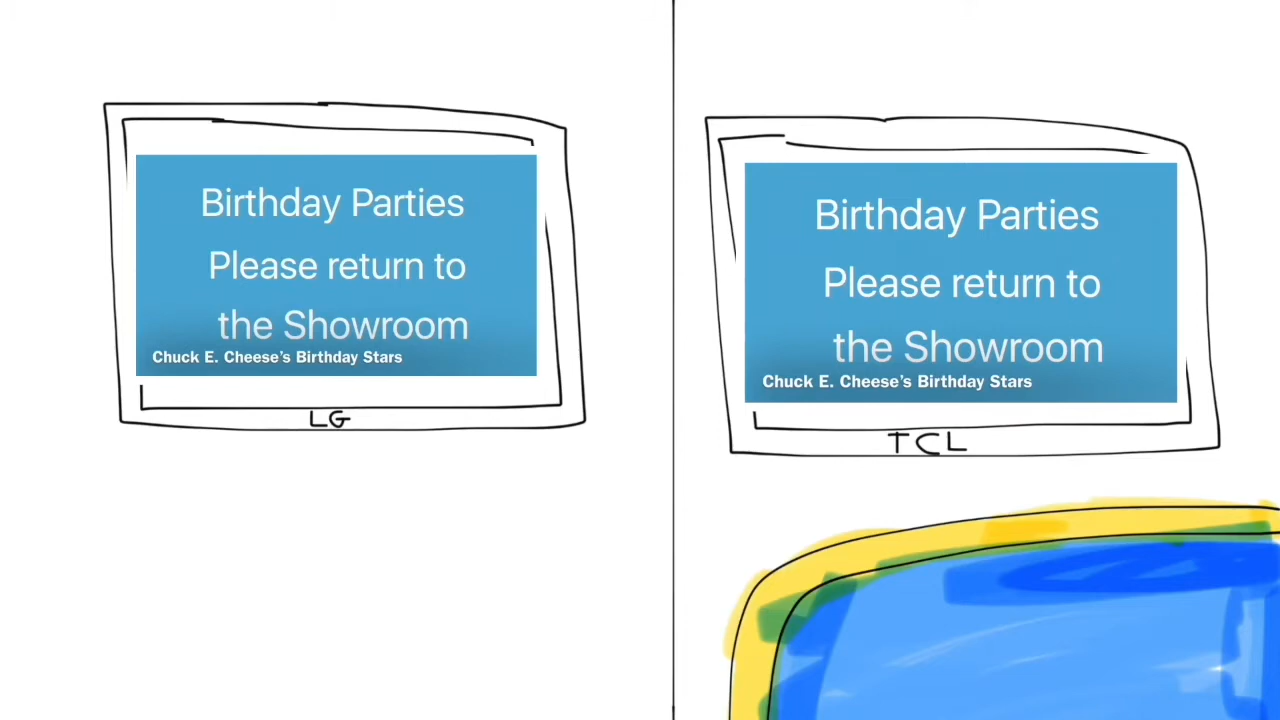 Birthday Parties
Please return to
the Showroom
Chuck E. Cheese's Birthday Stars
LG
Birthday Parties
Please return to
the Showroom
Chuck E. Cheese's Birthday Stars
TCL